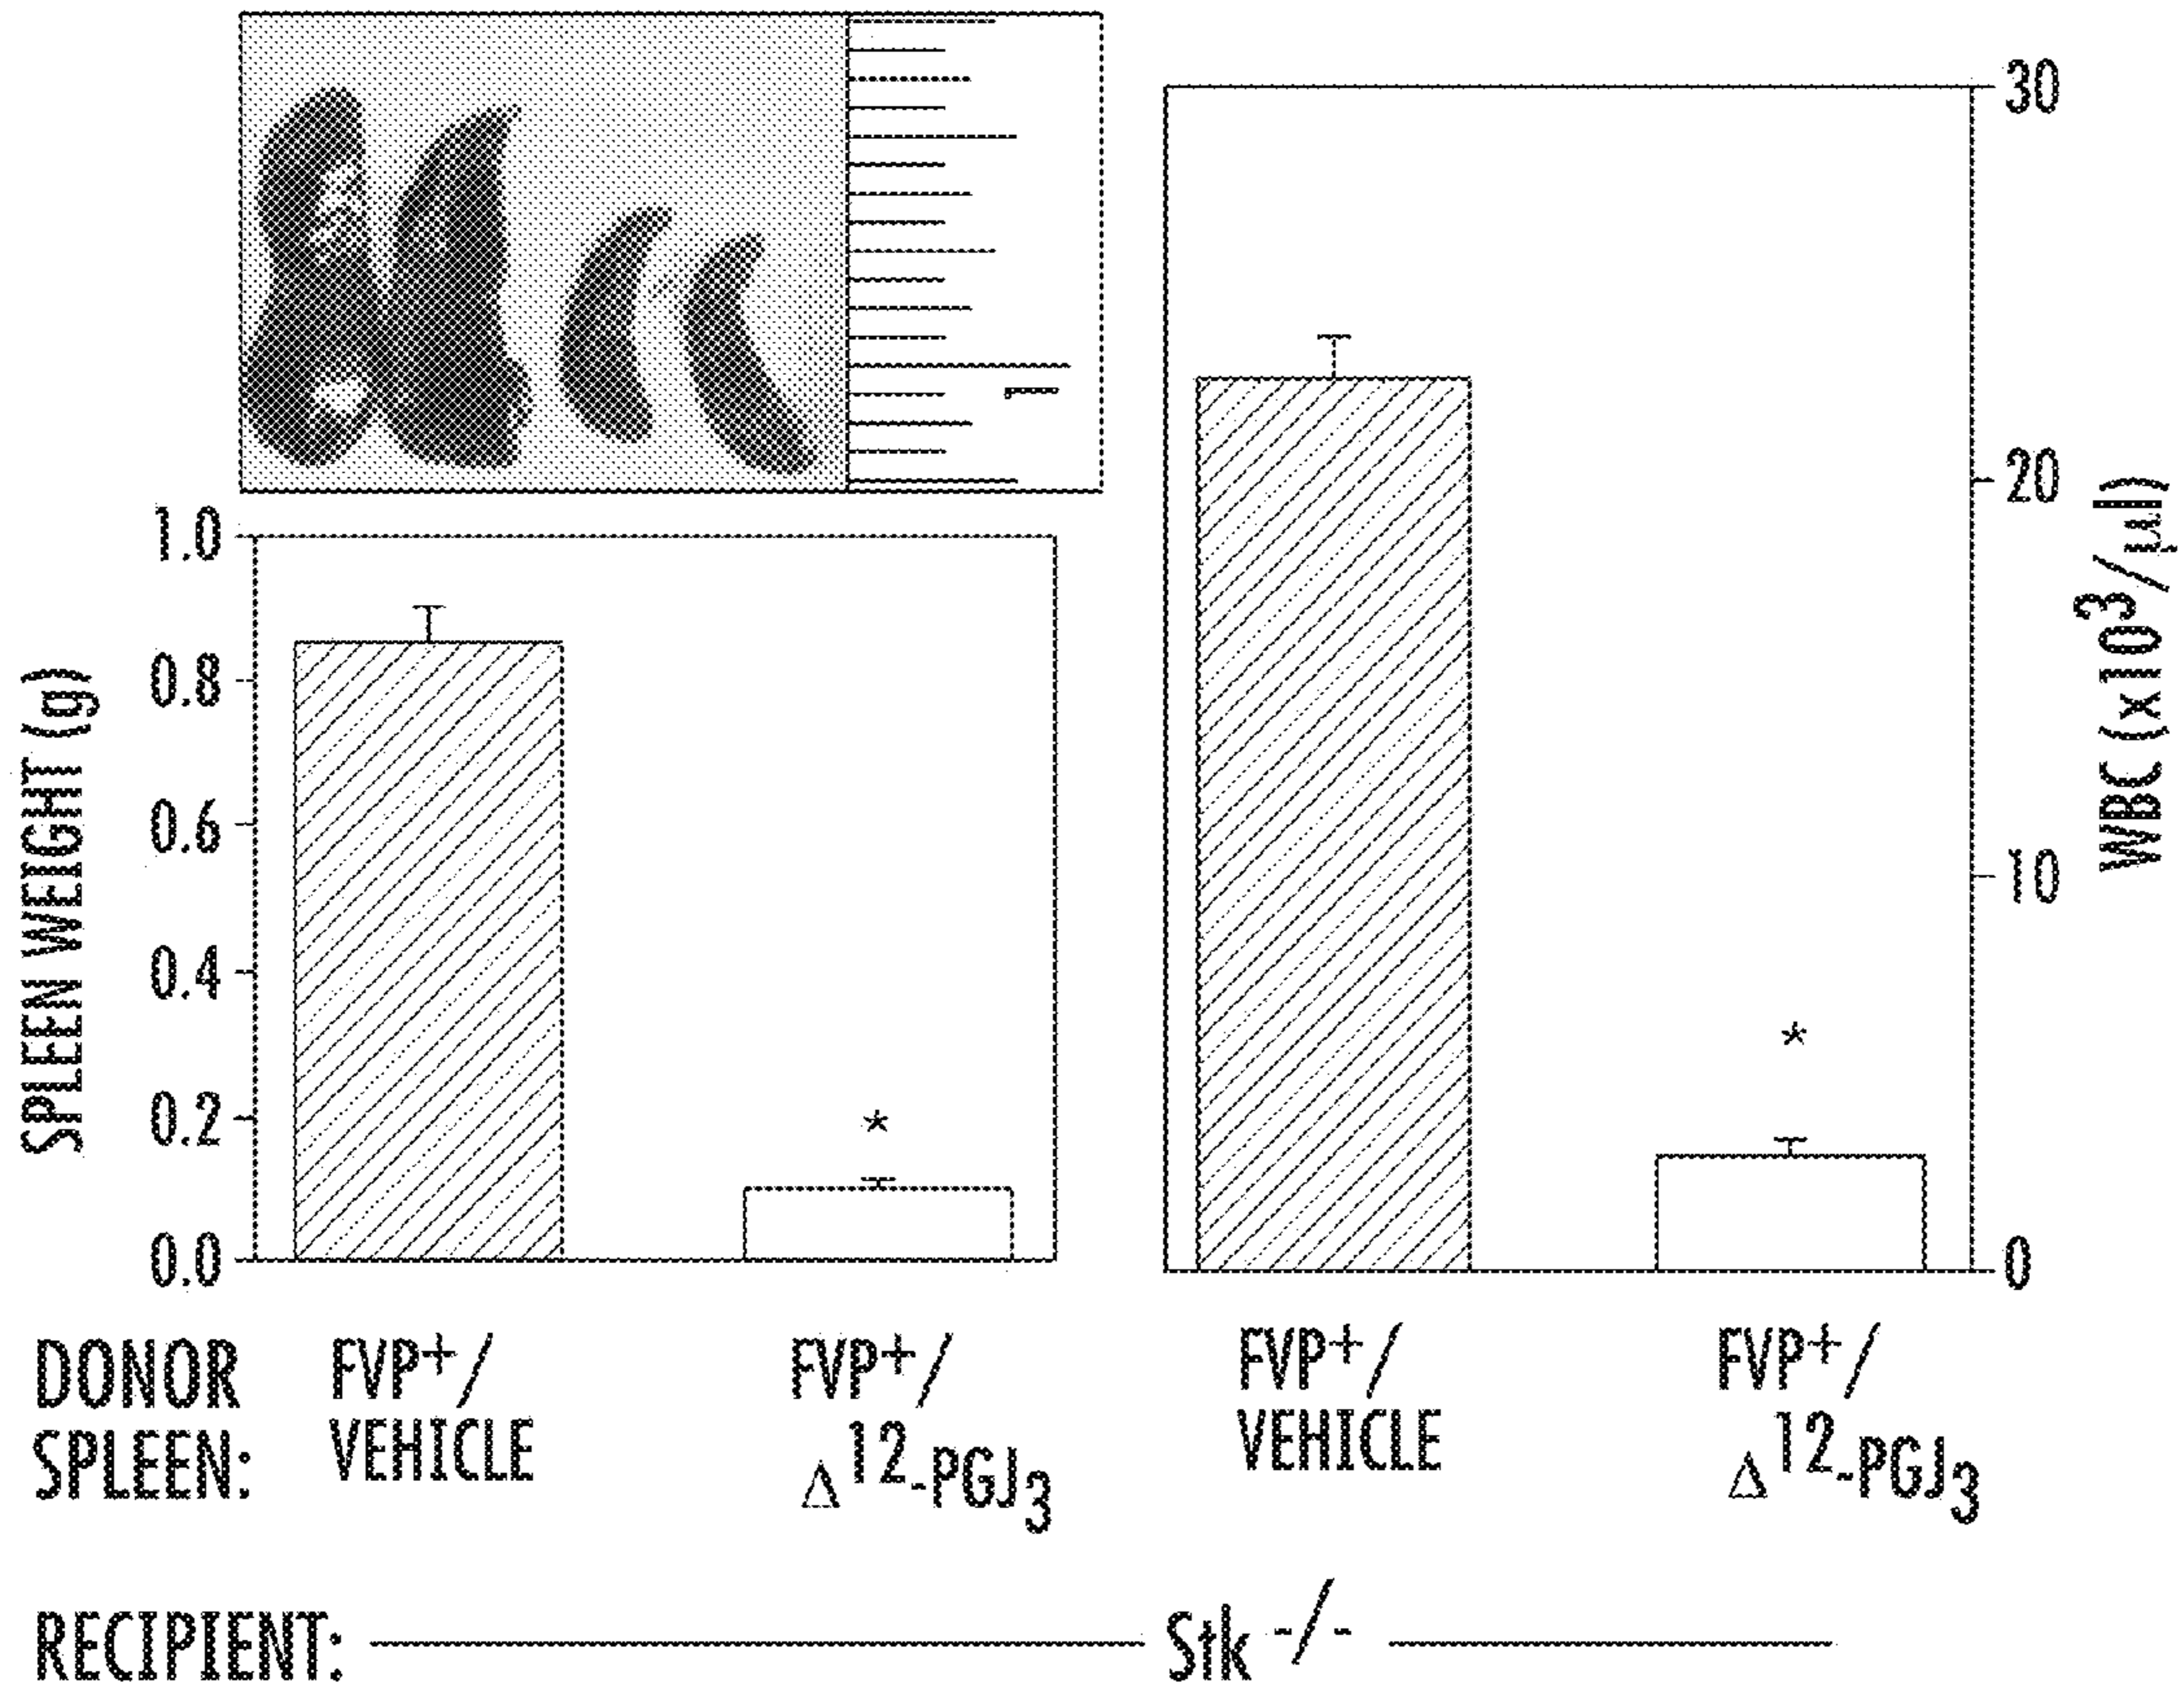 1.0
0.8
0.6
0.4
0.2
0.0
SPLEEN WEIGHT (g)
*
30
20
10
0
WBC (x10³/µl)
*
DONOR SPLEEN:
FVP⁺/ VEHICLE
FVP⁺/ Δ¹²-PGJ₃
FVP⁺/ VEHICLE
FVP⁺/ Δ¹²-PGJ₃
RECIPIENT: Stk ⁻/⁻